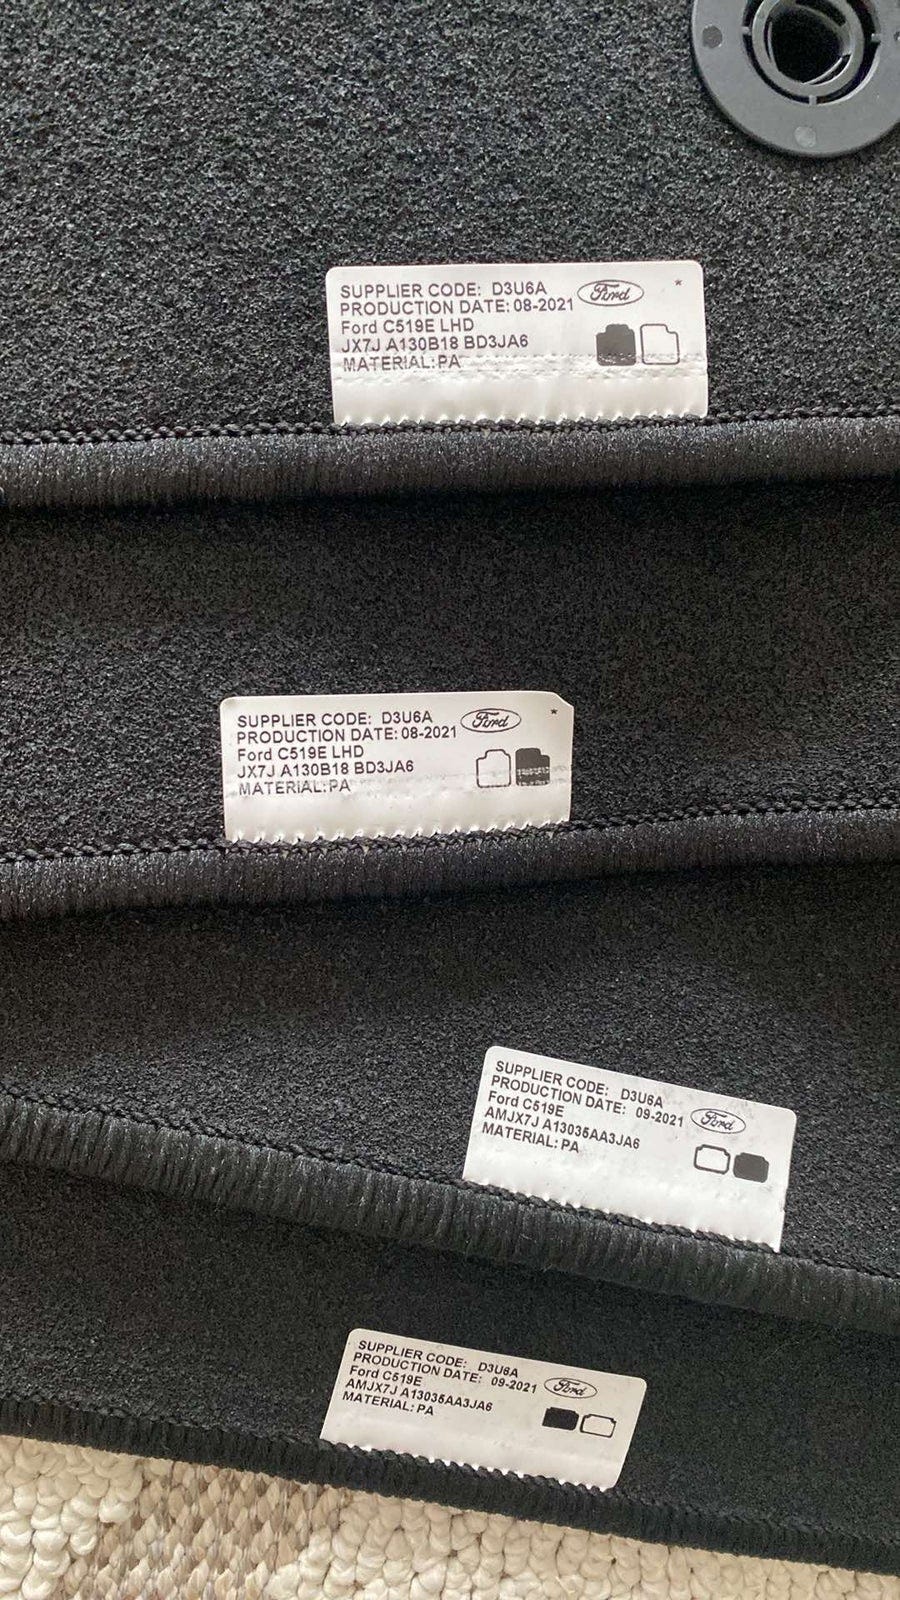 SUPPLIER CODE: D3U6A
PRODUCTION DATE: 08-2021
Ford
*
Ford C519E LHD
JX7J A130B18 BD3JA6
MATERIAL:PA
SUPPLIER CODE: D3U6A
PRODUCTION DATE: 08-2021
Ford
*
Ford C519E LHD
JX7J A130B18 BD3JA6
MATERIAL:PA
SUPPLIER CODE: D3U6A
PRODUCTION DATE: 09-2021
Ford
Ford C519E
AMJX7J A13035AA3JA6
MATERIAL: PA
SUPPLIER CODE: D3U6A
PRODUCTION DATE: 09-2021
Ford
Ford C519E
AMJX7J A13035AA3JA6
MATERIAL: PA